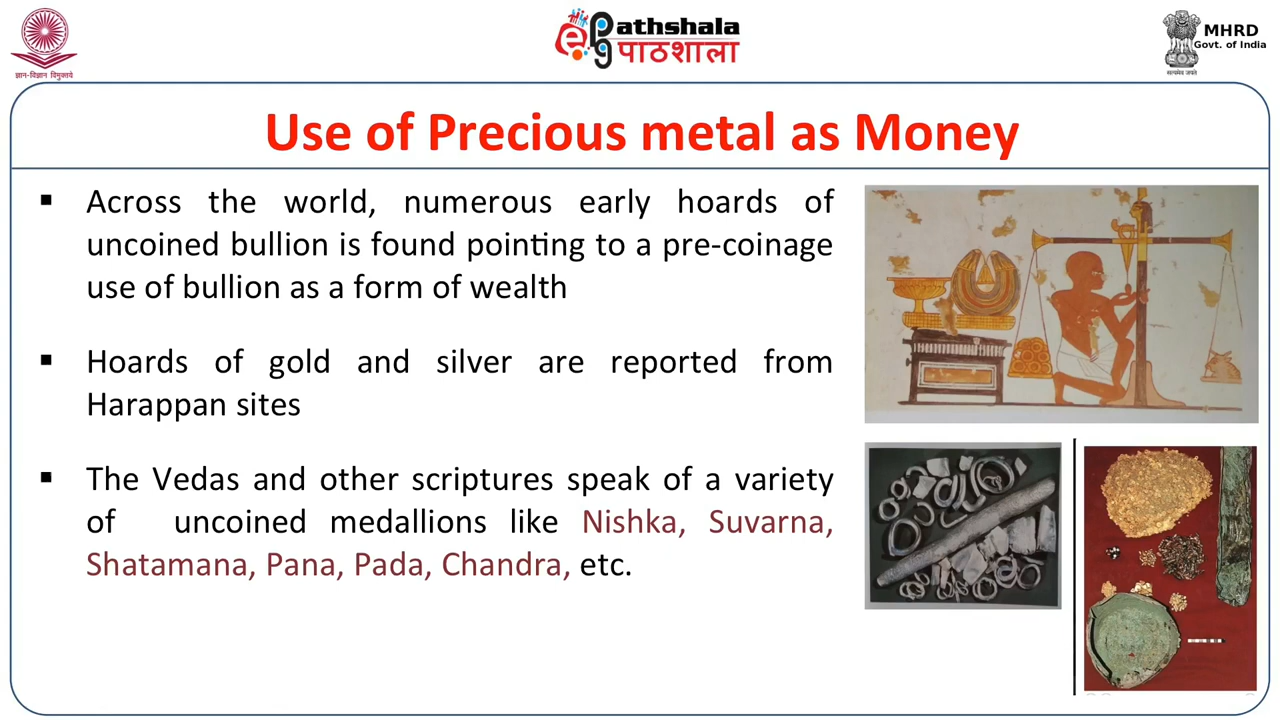 ज्ञान-विज्ञान विमुक्तये
ePg Pathshala
पाठशाला
MHRD
Govt. of India
सत्यमेव जयते
Use of Precious metal as Money
▪ Across the world, numerous early hoards of
uncoined bullion is found pointing to a pre-coinage
use of bullion as a form of wealth
▪ Hoards of gold and silver are reported from
Harappan sites
▪ The Vedas and other scriptures speak of a variety
of uncoined medallions like Nishka, Suvarna,
Shatamana, Pana, Pada, Chandra, etc.